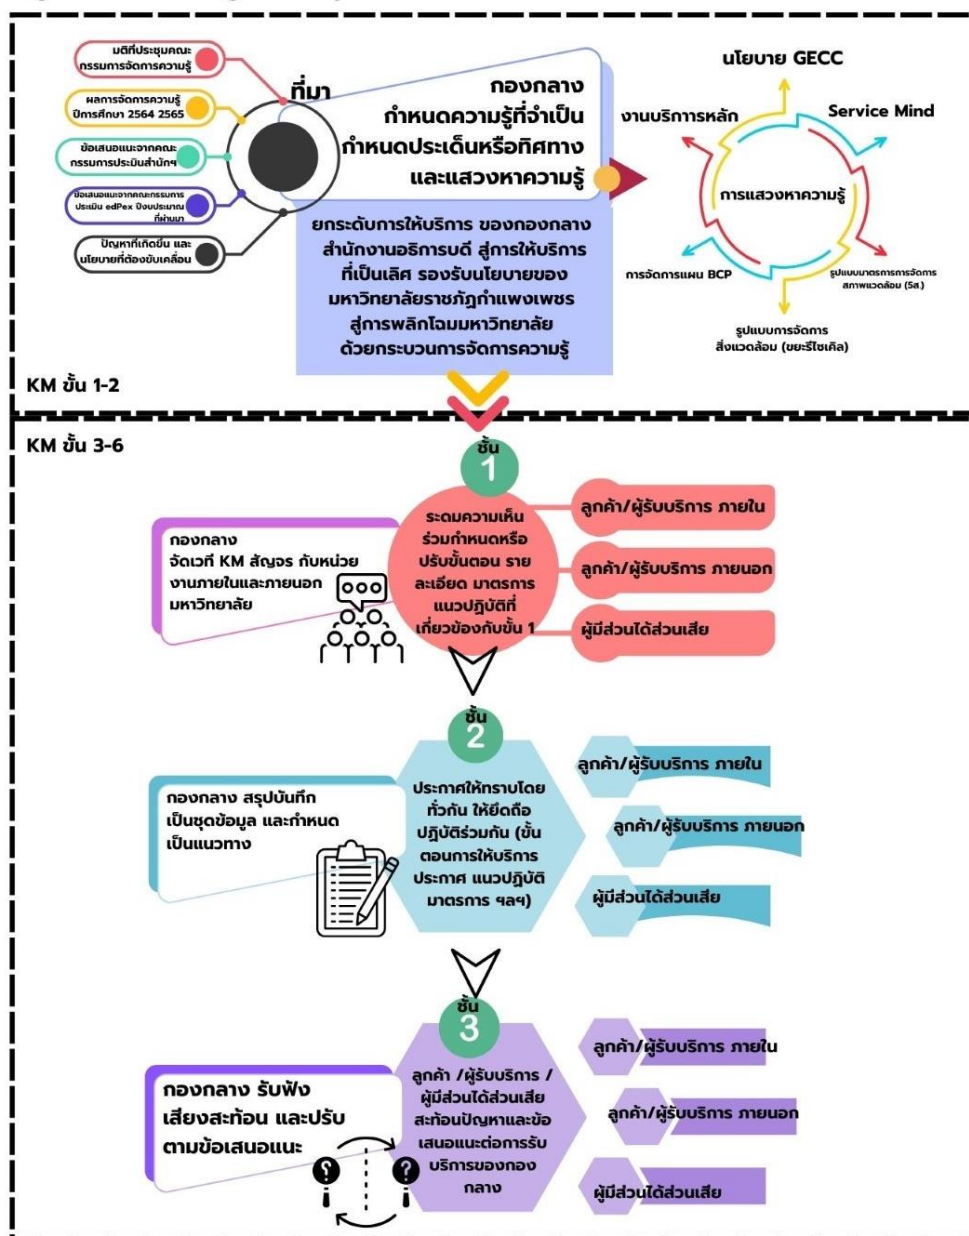 มติที่ประชุมคณะ
กรรมการจัดการความรู้
ผลการจัดการความรู้
ปีการศึกษา 2564 2565
ข้อเสนอแนะจากคณะ
กรรมการประเมินสำนักฯ
ข้อเสนอแนะจากคณะกรรมการ
ประเมิน edPex ปีงบประมาณ
ที่ผ่านมา
ปัญหาที่เกิดขึ้น และ
นโยบายที่ต้องขับเคลื่อน
ที่มา
กองกลาง
กำหนดความรู้ที่จำเป็น
กำหนดประเด็นหรือทิศทาง
และแสวงหาความรู้
ยกระดับการให้บริการ ของกองกลาง
สำนักงานอธิการบดี สู่การให้บริการ
ที่เป็นเลิศ รองรับนโยบายของ
มหาวิทยาลัยราชภัฏกำแพงเพชร
สู่การพลิกโฉมมหาวิทยาลัย
ด้วยกระบวนการจัดการความรู้
นโยบาย GECC
งานบริการหลัก
Service Mind
การแสวงหาความรู้
การจัดการแผน BCP
รูปแบบมาตรการการจัดการ
สภาพแวดล้อม (5ส.)
รูปแบบการจัดการ
สิ่งแวดล้อม (ขยะรีไซเคิล)
KM ขั้น 1-2
KM ขั้น 3-6
ชั้น
1
กองกลาง
จัดเวที KM สัญจร กับหน่วย
งานภายในและภายนอก
มหาวิทยาลัย
ระดมความเห็น
ร่วมกำหนดหรือ
ปรับขั้นตอน ราย
ละเอียด มาตรการ
แนวปฏิบัติที่
เกี่ยวข้องกับขั้น 1
ลูกค้า/ผู้รับบริการ ภายใน
ลูกค้า/ผู้รับบริการ ภายนอก
ผู้มีส่วนได้ส่วนเสีย
ชั้น
2
กองกลาง สรุปบันทึก
เป็นชุดข้อมูล และกำหนด
เป็นแนวทาง
ประกาศให้ทราบโดย
ทั่วกัน ให้ยึดถือ
ปฏิบัติร่วมกัน (ขั้น
ตอนการให้บริการ
ประกาศ แนวปฏิบัติ
มาตรการ ฯลฯ)
ลูกค้า/ผู้รับบริการ ภายใน
ลูกค้า/ผู้รับบริการ ภายนอก
ผู้มีส่วนได้ส่วนเสีย
ชั้น
3
กองกลาง รับฟัง
เสียงสะท้อน และปรับ
ตามข้อเสนอแนะ
ลูกค้า /ผู้รับบริการ /
ผู้มีส่วนได้ส่วนเสีย
สะท้อนปัญหาและข้อ
เสนอแนะต่อการรับ
บริการของกอง
กลาง
ลูกค้า/ผู้รับบริการ ภายใน
ลูกค้า/ผู้รับบริการ ภายนอก
ผู้มีส่วนได้ส่วนเสีย